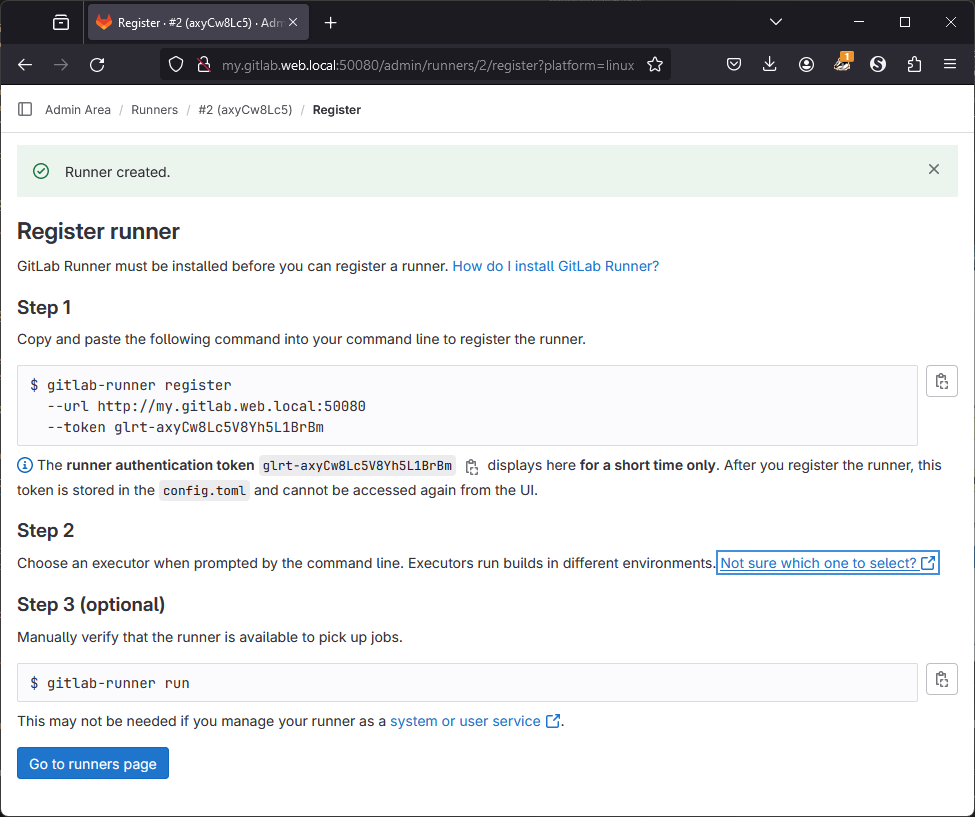 Register · #2 (axyCw8Lc5) · Adm
my.gitlab.web.local:50080/admin/runners/2/register?platform=linux
1
Admin Area / Runners / #2 (axyCw8Lc5) / Register
Runner created.
Register runner
GitLab Runner must be installed before you can register a runner. How do I install GitLab Runner?
Step 1
Copy and paste the following command into your command line to register the runner.
$ gitlab-runner register
--url http://my.gitlab.web.local:50080
--token glrt-axyCw8Lc5V8Yh5L1BrBm
The runner authentication token glrt-axyCw8Lc5V8Yh5L1BrBm displays here for a short time only. After you register the runner, this
token is stored in the config.toml and cannot be accessed again from the UI.
Step 2
Choose an executor when prompted by the command line. Executors run builds in different environments. Not sure which one to select?
Step 3 (optional)
Manually verify that the runner is available to pick up jobs.
$ gitlab-runner run
This may not be needed if you manage your runner as a system or user service.
Go to runners page